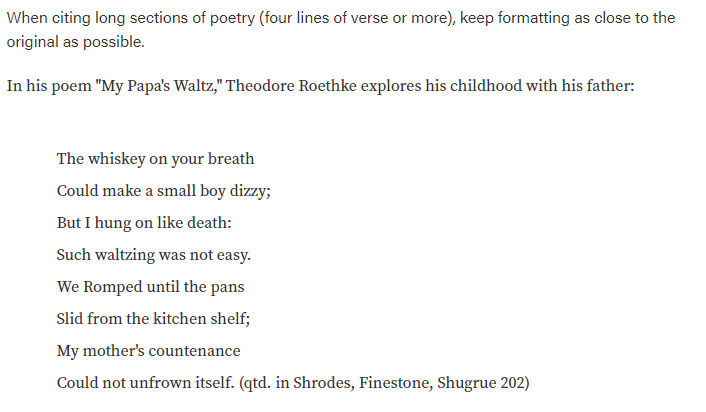 When citing long sections of poetry (four lines of verse or more), keep formatting as close to the
original as possible.
In his poem "My Papa's Waltz," Theodore Roethke explores his childhood with his father:
The whiskey on your breath
Could make a small boy dizzy;
But I hung on like death:
Such waltzing was not easy.
We Romped until the pans
Slid from the kitchen shelf;
My mother's countenance
Could not unfrown itself. (qtd. in Shrodes, Finestone, Shugrue 202)